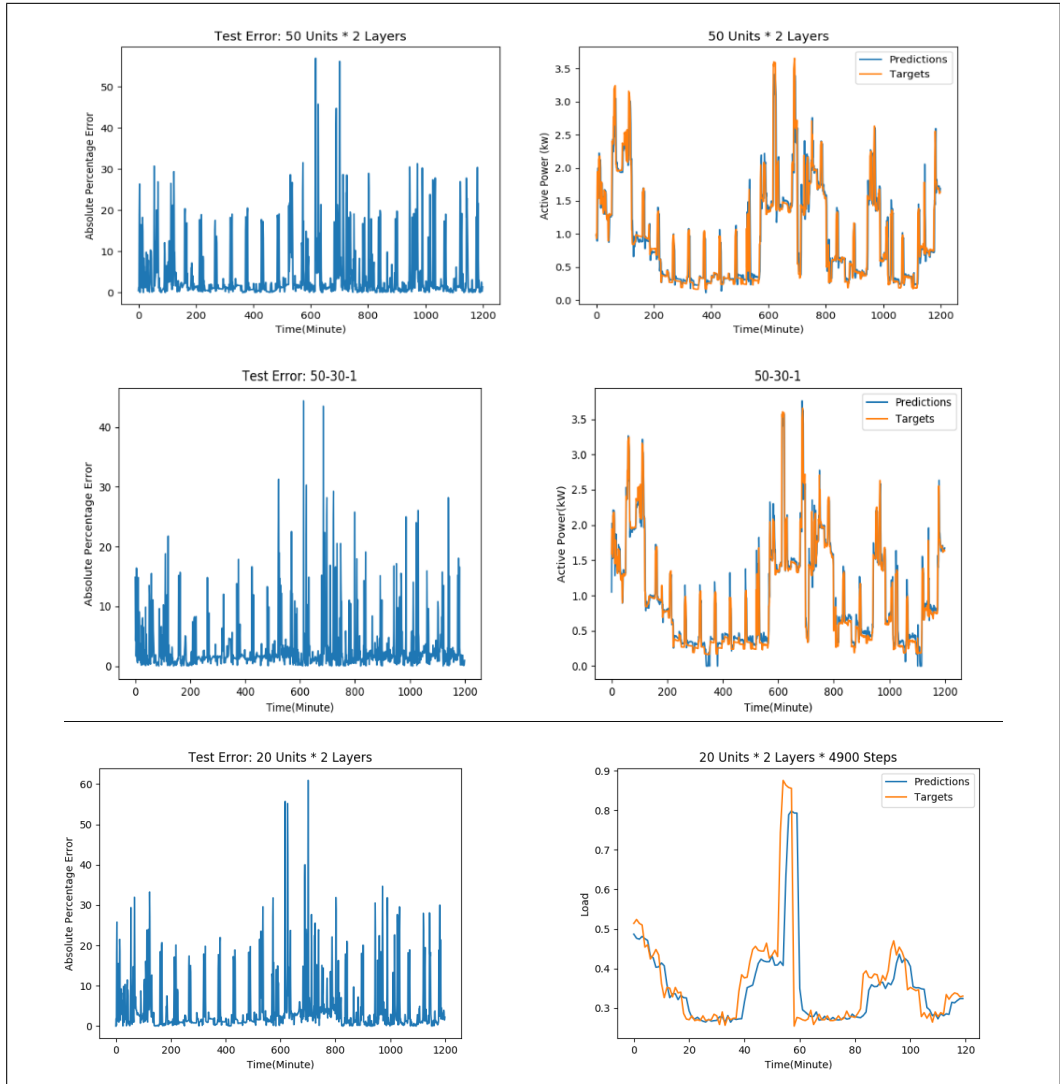 Test Error: 50 Units * 2 Layers
Absolute Percentage Error
50
40
30
20
10
0
0 200 400 600 800 1000 1200
Time(Minute)
50 Units * 2 Layers
Predictions
Targets
Active Power (kw)
3.5
3.0
2.5
2.0
1.5
1.0
0.5
0.0
0 200 400 600 800 1000 1200
Time(Minute)
Test Error: 50-30-1
Absolute Percentage Error
40
30
20
10
0
0 200 400 600 800 1000 1200
Time(Minute)
50-30-1
Predictions
Targets
Active Power(kW)
3.5
3.0
2.5
2.0
1.5
1.0
0.5
0.0
0 200 400 600 800 1000 1200
Time(Minute)
Test Error: 20 Units * 2 Layers
Absolute Percentage Error
60
50
40
30
20
10
0
0 200 400 600 800 1000 1200
Time(Minute)
20 Units * 2 Layers * 4900 Steps
Predictions
Targets
Load
0.9
0.8
0.7
0.6
0.5
0.4
0.3
0 20 40 60 80 100 120
Time(Minute)